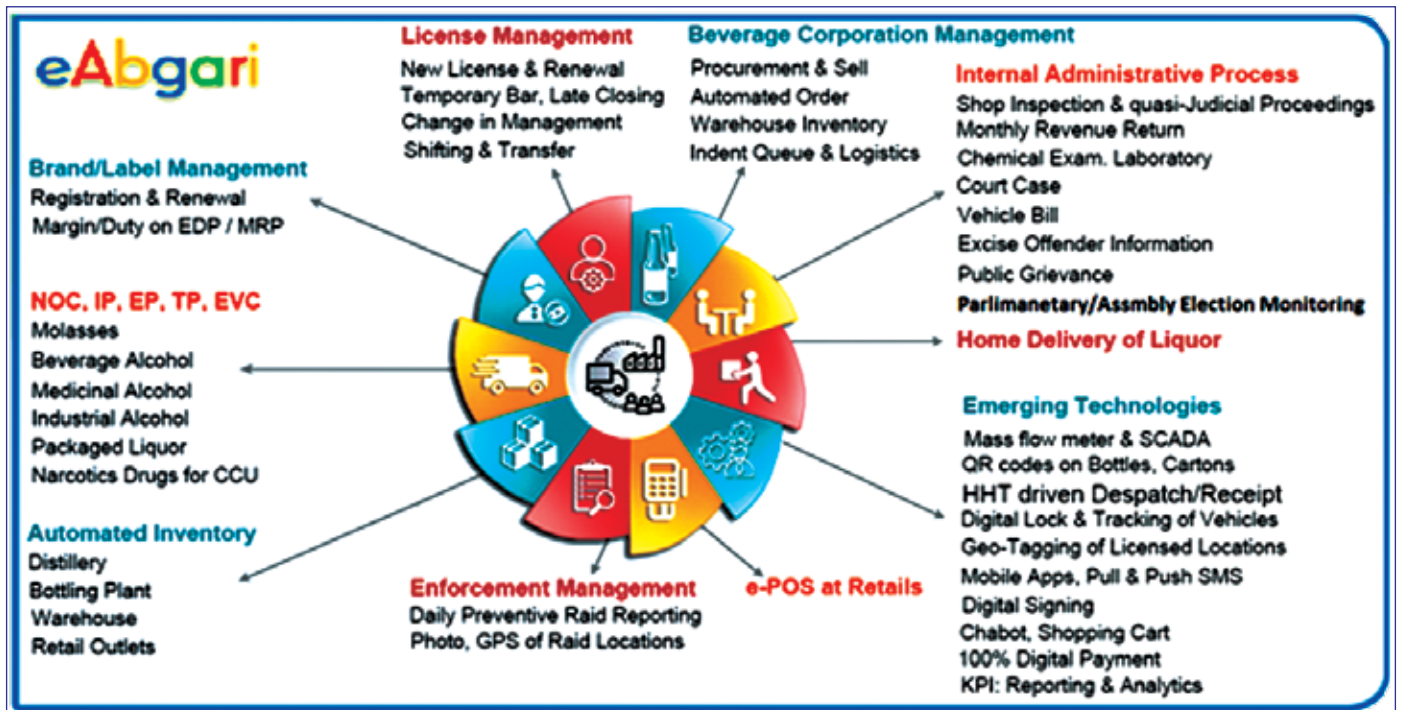 eAbgari
License Management
New License & Renewal
Temporary Bar, Late Closing
Change in Management
Shifting & Transfer
Beverage Corporation Management
Procurement & Sell
Automated Order
Warehouse Inventory
Indent Queue & Logistics
Internal Administrative Process
Shop Inspection & quasi-Judicial Proceedings
Monthly Revenue Return
Chemical Exam. Laboratory
Court Case
Vehicle Bill
Excise Offender Information
Public Grievance
Parlimanetary/Assmbly Election Monitoring
Home Delivery of Liquor
Emerging Technologies
Mass flow meter & SCADA
QR codes on Bottles, Cartons
HHT driven Despatch/Receipt
Digital Lock & Tracking of Vehicles
Geo-Tagging of Licensed Locations
Mobile Apps, Pull & Push SMS
Digital Signing
Chabot, Shopping Cart
100% Digital Payment
KPI: Reporting & Analytics
e-POS at Retails
Enforcement Management
Daily Preventive Raid Reporting
Photo, GPS of Raid Locations
Brand/Label Management
Registration & Renewal
Margin/Duty on EDP / MRP
NOC, IP, EP, TP, EVC
Molasses
Beverage Alcohol
Medicinal Alcohol
Industrial Alcohol
Packaged Liquor
Narcotics Drugs for CCU
Automated Inventory
Distillery
Bottling Plant
Warehouse
Retail Outlets